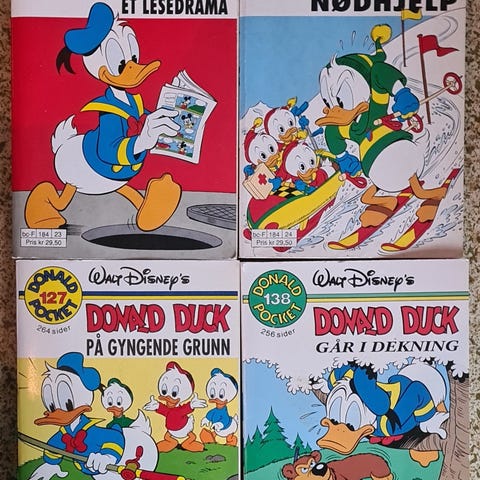 ET LESEDRAMA
NØDHJELP
bc-F 184 23
Pris kr 29,50
bc-F 184 24
Pris kr 29,50
DONALD POCKET
127
264 sider
Walt Disney's
DONALD DUCK
PÅ GYNGENDE GRUNN
DONALD POCKET
138
256 sider
Walt Disney's
DONALD DUCK
GÅR I DEKNING